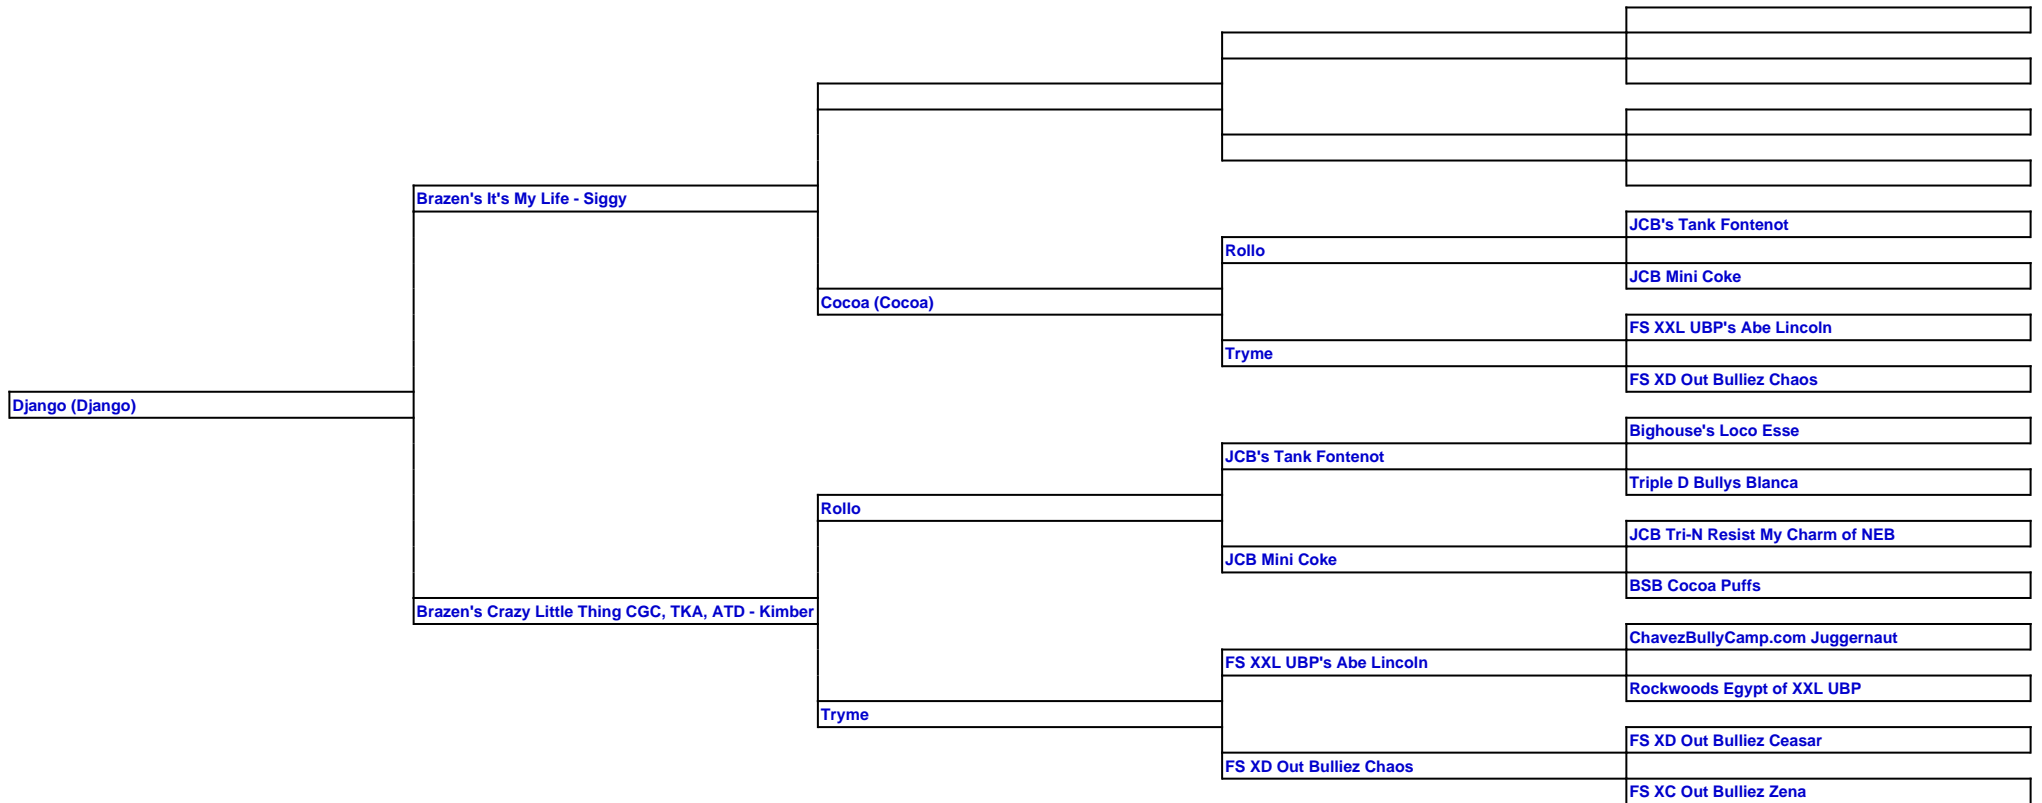 Brazen's It's My Life - Siggy
JCB's Tank Fontenot
Rollo
JCB Mini Coke
Cocoa (Cocoa)
FS XXL UBP's Abe Lincoln
Tryme
FS XD Out Bulliez Chaos
Django (Django)
Bighouse's Loco Esse
JCB's Tank Fontenot
Triple D Bullys Blanca
Rollo
JCB Tri-N Resist My Charm of NEB
JCB Mini Coke
BSB Cocoa Puffs
Brazen's Crazy Little Thing CGC, TKA, ATD - Kimber
ChavezBullyCamp.com Juggernaut
FS XXL UBP's Abe Lincoln
Rockwoods Egypt of XXL UBP
Tryme
FS XD Out Bulliez Ceasar
FS XD Out Bulliez Chaos
FS XC Out Bulliez Zena